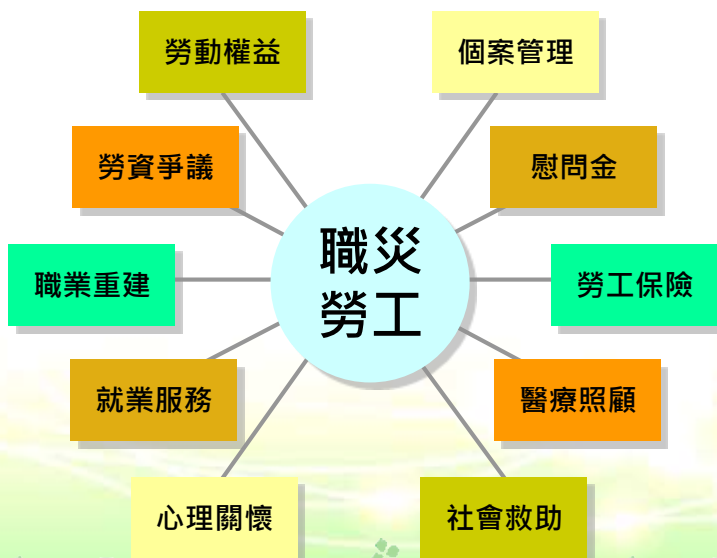 勞動權益
個案管理
勞資爭議
慰問金
職災
勞工
職業重建
勞工保險
就業服務
醫療照顧
心理關懷
社會救助